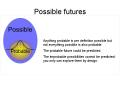 Possible futures
Possible
Probable
Anything probable is per definition possible but
not everything possible is also probable
The probable future could be predicted.
The improbable possibilities cannot be predicted
you only can explore them by design